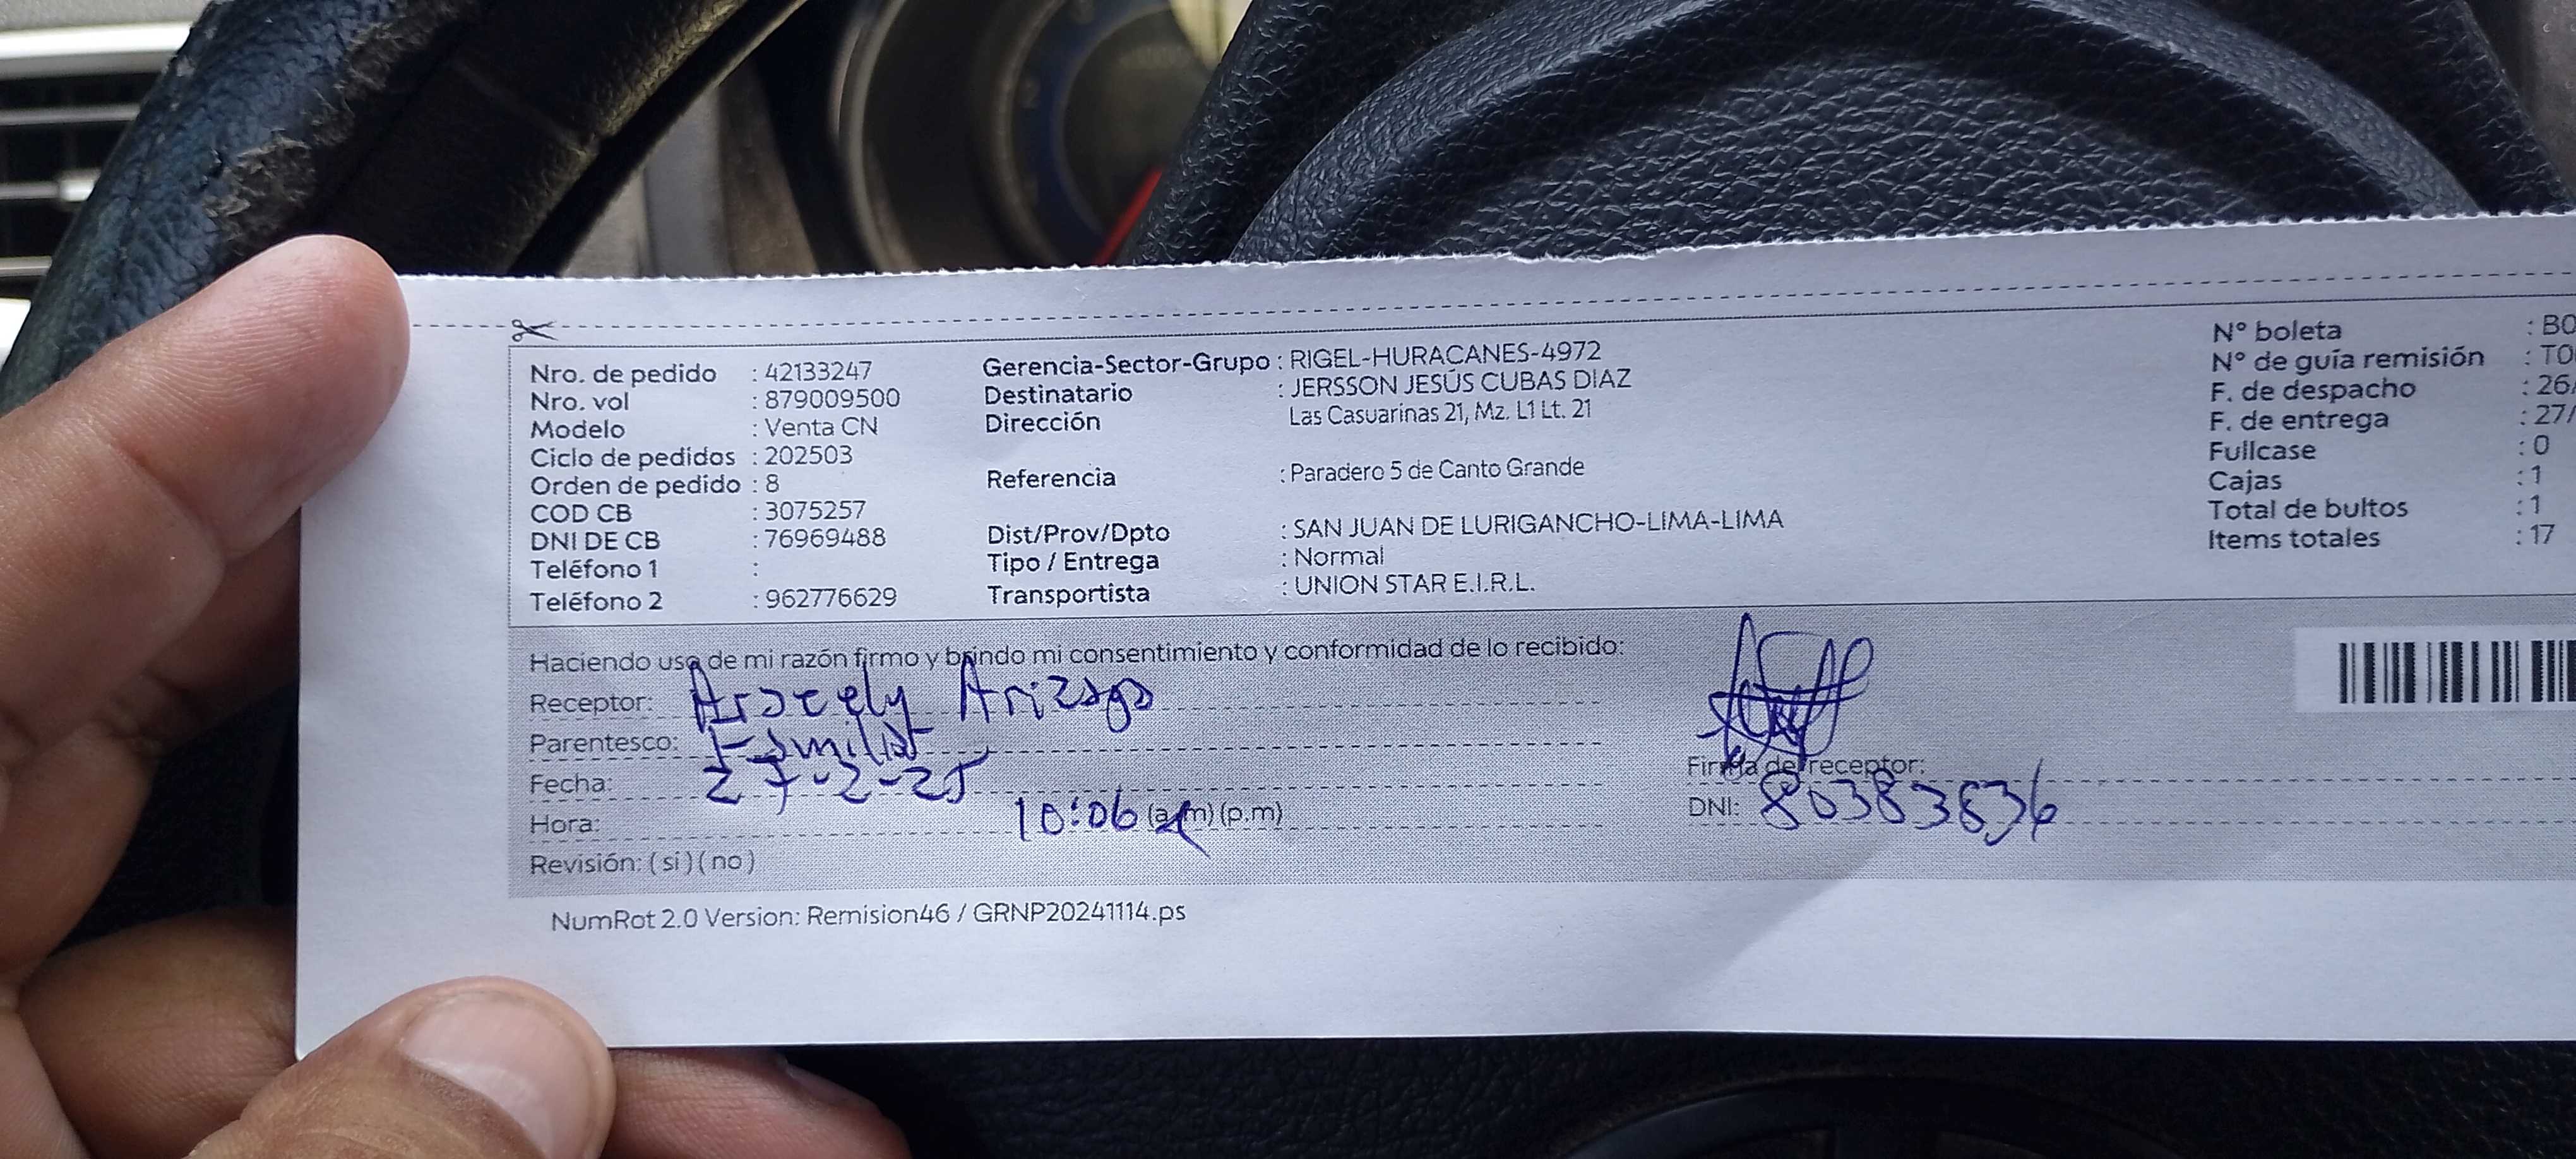 Nro. de pedido : 42133247
Nro. vol : 879009500
Modelo : Venta CN
Ciclo de pedidos : 202503
Orden de pedido : 8
COD CB : 3075257
DNI DE CB : 76969488
Teléfono 1 :
Teléfono 2 : 962776629
Gerencia-Sector-Grupo : RIGEL-HURACANES-4972
Destinatario : JERSSON JESÚS CUBAS DIAZ
Dirección Las Casuarinas 21, Mz. L1 Lt. 21
Referencia : Paradero 5 de Canto Grande
Dist/Prov/Dpto : SAN JUAN DE LURIGANCHO-LIMA-LIMA
Tipo / Entrega : Normal
Transportista : UNION STAR E.I.R.L.
N° boleta : B0
N° de guía remisión : T0
F. de despacho : 26/
F. de entrega : 27/
Fullcase : 0
Cajas : 1
Total de bultos : 1
Items totales : 17
Haciendo uso de mi razón firmo y brindo mi consentimiento y conformidad de lo recibido:
Receptor: Aracely Arizaga
Parentesco: Familiar
Fecha: 27-2-25
Hora: 10:06 (a.m) (p.m)
Revisión: ( si ) ( no )
Firma de receptor:
DNI: 80383836
NumRot 2.0 Version: Remision46 / GRNP20241114.ps